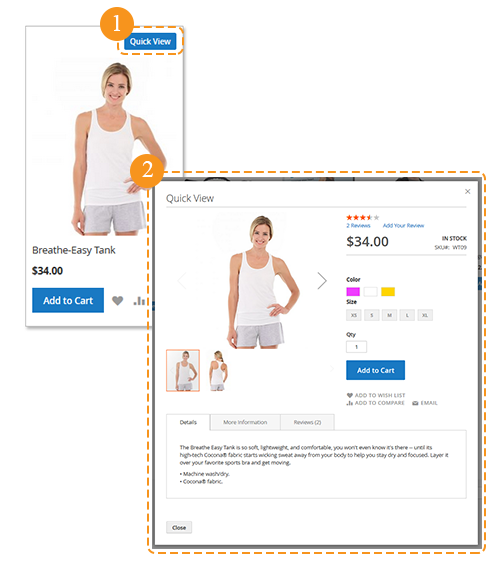 1
Quick View
Breathe-Easy Tank
$34.00
Add to Cart
2
Quick View
×
2 Reviews Add Your Review
$34.00
IN STOCK
SKU#: WT09
Color
Size
XS S M L XL
Qty
1
Add to Cart
ADD TO WISH LIST
ADD TO COMPARE EMAIL
Details More Information Reviews (2)
The Breathe Easy Tank is so soft, lightweight, and comfortable, you won't even know it's there -- until its
high-tech Cocona® fabric starts wicking sweat away from your body to help you stay dry and focused. Layer it
over your favorite sports bra and get moving.
• Machine wash/dry.
• Cocona® fabric.
Close